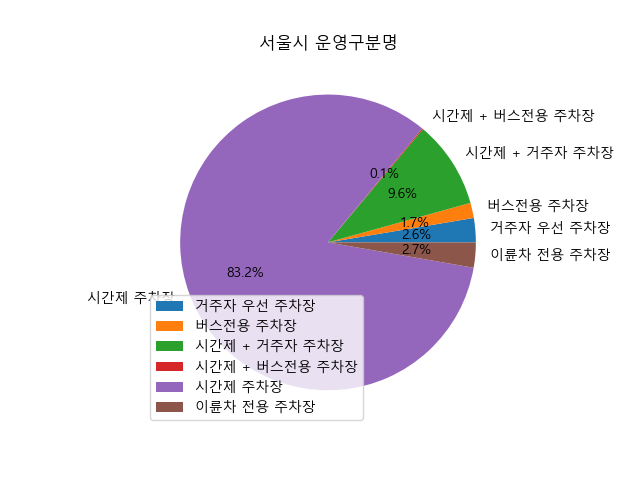 서울시 운영구분명
시간제 + 버스전용 주차장
시간제 + 거주자 주차장
버스전용 주차장
거주자 우선 주차장
이륜차 전용 주차장
시간제 주차장
0.1%
9.6%
1.7%
2.6%
2.7%
83.2%
거주자 우선 주차장
버스전용 주차장
시간제 + 거주자 주차장
시간제 + 버스전용 주차장
시간제 주차장
이륜차 전용 주차장